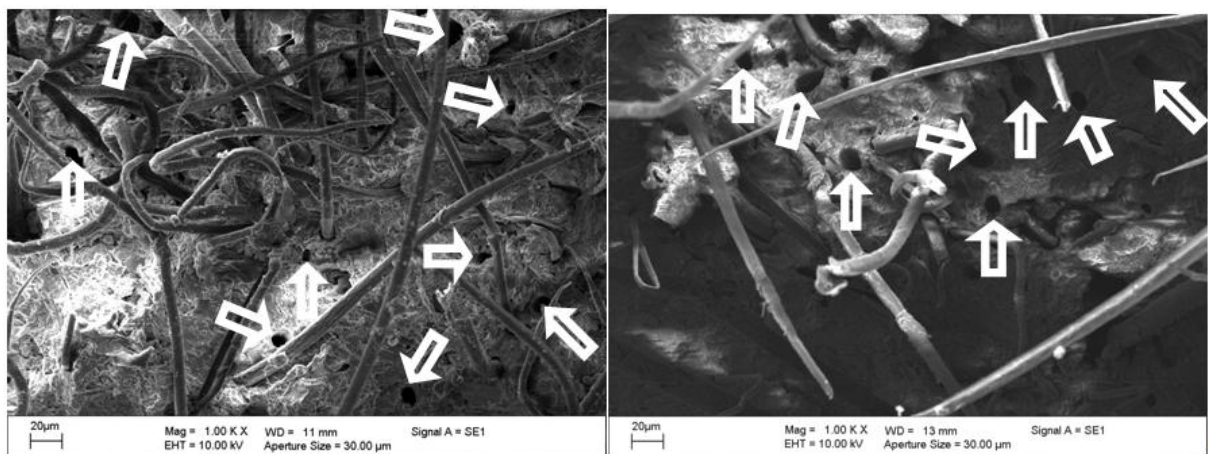 20µm
Mag = 1.00 K X
WD = 11 mm
Signal A = SE1
EHT = 10.00 kV
Aperture Size = 30.00 µm
20µm
Mag = 1.00 K X
WD = 13 mm
Signal A = SE1
EHT = 10.00 kV
Aperture Size = 30.00 µm